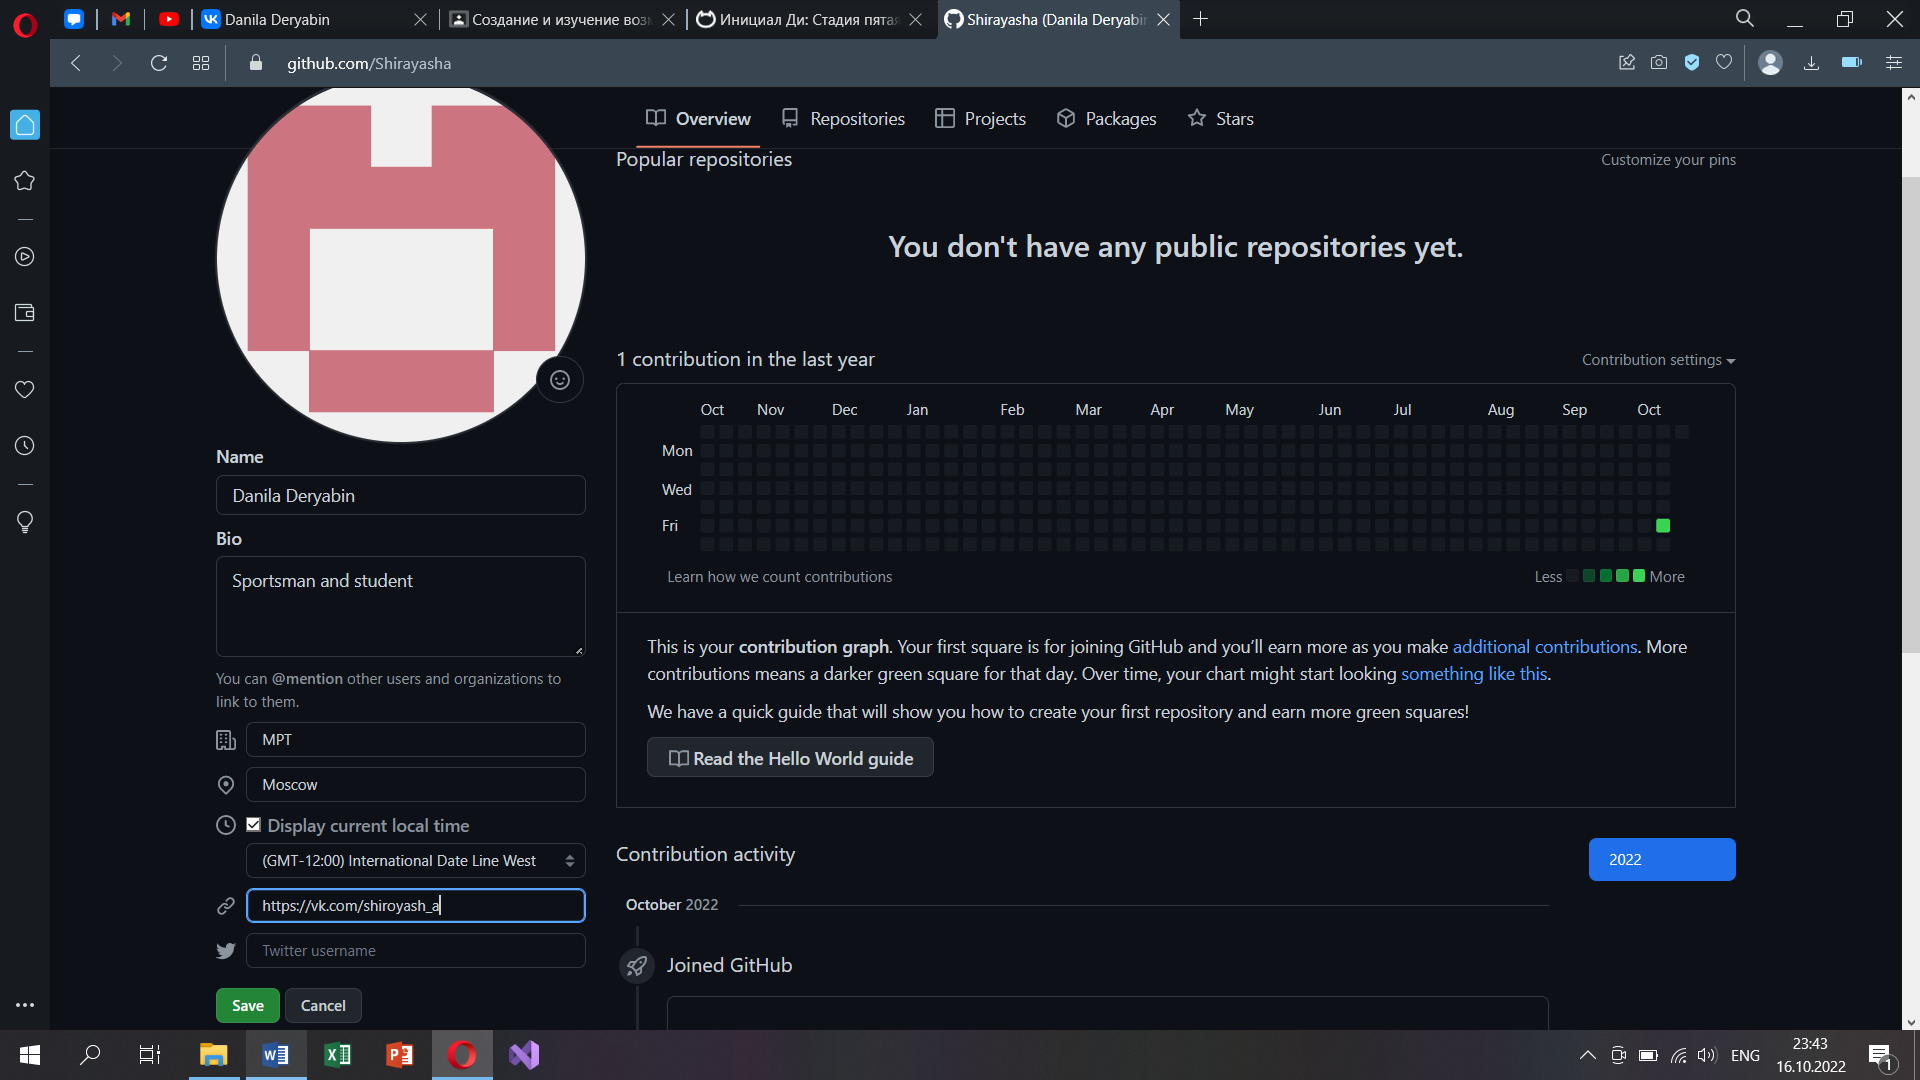 Danila Deryabin
Создание и изучение воз
Инициал Ди: Стадия пятая
Shirayasha (Danila Deryabin
github.com/Shirayasha
Overview
Repositories
Projects
Packages
Stars
Popular repositories
Customize your pins
You don't have any public repositories yet.
1 contribution in the last year
Contribution settings
Oct Nov Dec Jan Feb Mar Apr May Jun Jul Aug Sep Oct
Mon
Wed
Fri
Learn how we count contributions
Less
More
This is your contribution graph. Your first square is for joining GitHub and you’ll earn more as you make additional contributions. More
contributions means a darker green square for that day. Over time, your chart might start looking something like this.
We have a quick guide that will show you how to create your first repository and earn more green squares!
Read the Hello World guide
Contribution activity
2022
October 2022
Joined GitHub
Name
Danila Deryabin
Bio
Sportsman and student
You can @mention other users and organizations to
link to them.
MPT
Moscow
Display current local time
(GMT-12:00) International Date Line West
https://vk.com/shiroyash_a
Twitter username
Save
Cancel
ENG
23:43
16.10.2022
1